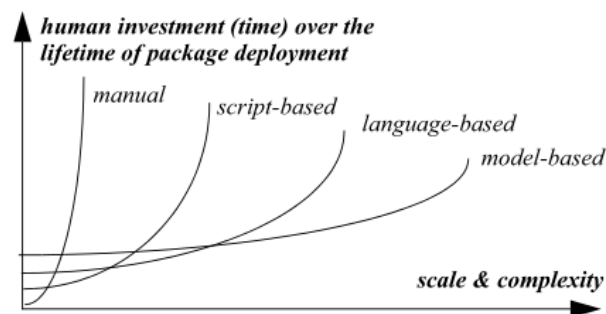 human investment (time) over the
lifetime of package deployment
manual
script-based
language-based
model-based
scale & complexity